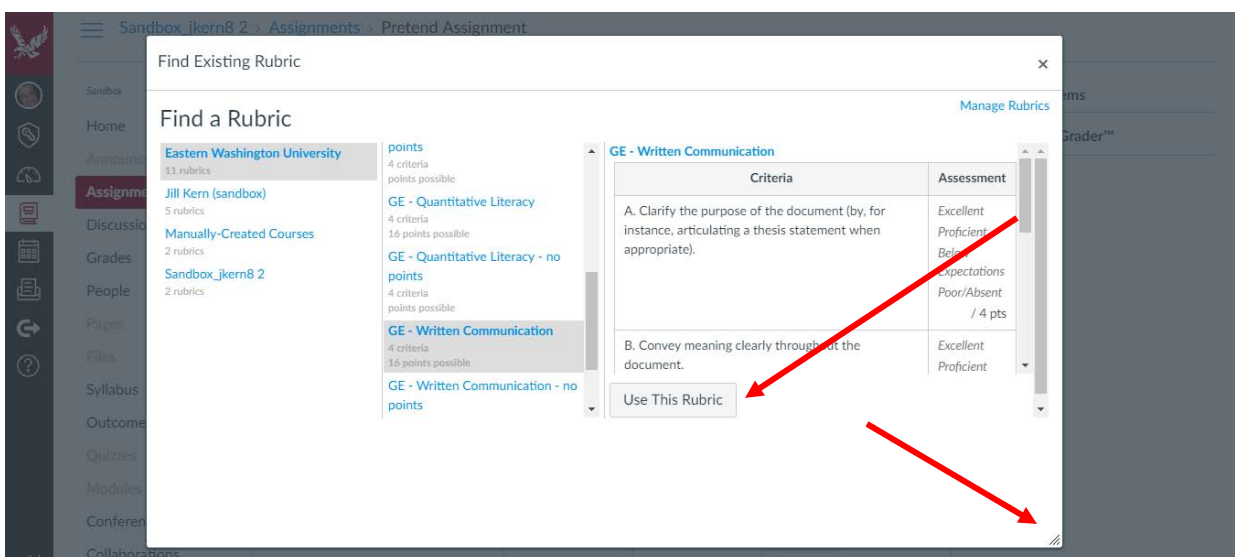 Sandbox_jkern8 2 > Assignments > Pretend Assignment
Find Existing Rubric
×
Manage Rubrics
Find a Rubric
Eastern Washington University
11 rubrics
Jill Kern (sandbox)
5 rubrics
Manually-Created Courses
2 rubrics
Sandbox_jkern8 2
2 rubrics
points
4 criteria
points possible
GE - Quantitative Literacy
4 criteria
16 points possible
GE - Quantitative Literacy - no
points
4 criteria
points possible
GE - Written Communication
4 criteria
16 points possible
GE - Written Communication - no
points
GE - Written Communication
Criteria
Assessment
A. Clarify the purpose of the document (by, for
instance, articulating a thesis statement when
appropriate).
Excellent
Proficient
Below
Expectations
Poor/Absent
/ 4 pts
B. Convey meaning clearly throughout the
document.
Excellent
Proficient
Use This Rubric
Sandbox
Home
Announc
Assignme
Discussio
Grades
People
Pages
Files
Syllabus
Outcome
Quizzes
Modules
Conferen
Collaborations
ems
Grader™